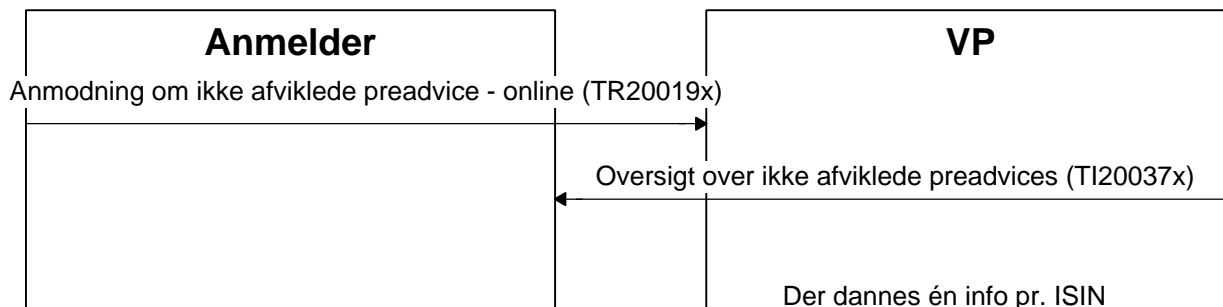 Anmelder
VP
Anmodning om ikke afviklede preadvice - online (TR20019x)
Oversigt over ikke afviklede preadvices (TI20037x)
Der dannes én info pr. ISIN